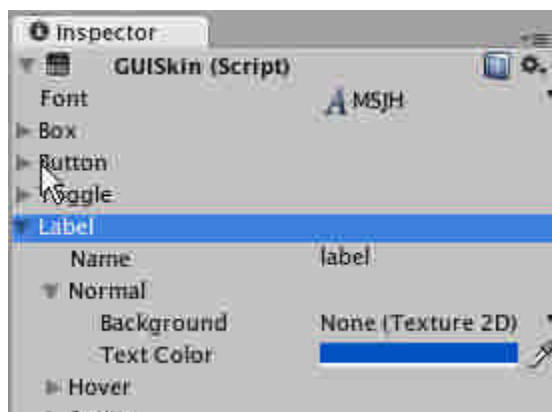 Inspector
GUISkin (Script)
Font MSJH
Box
Button
Toggle
Label
Name label
Normal
Background None (Texture 2D)
Text Color
Hover